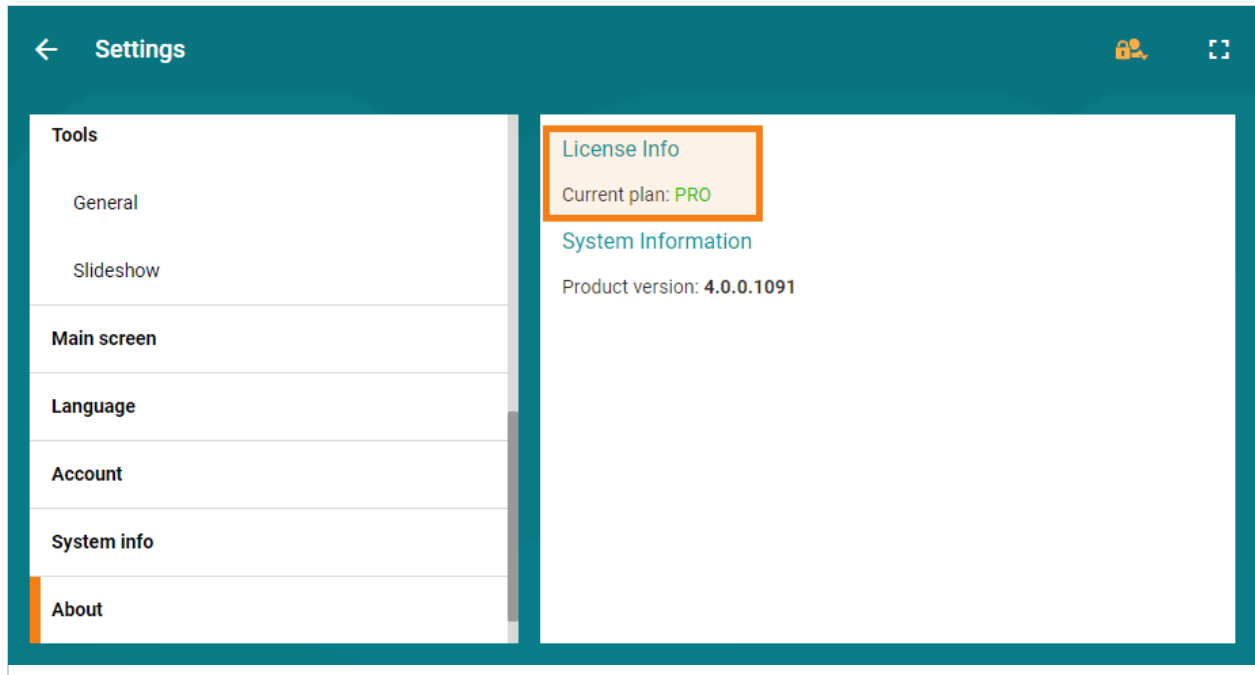 Settings
Tools
General
Slideshow
Main screen
Language
Account
System info
About
License Info
Current plan: PRO
System Information
Product version: 4.0.0.1091